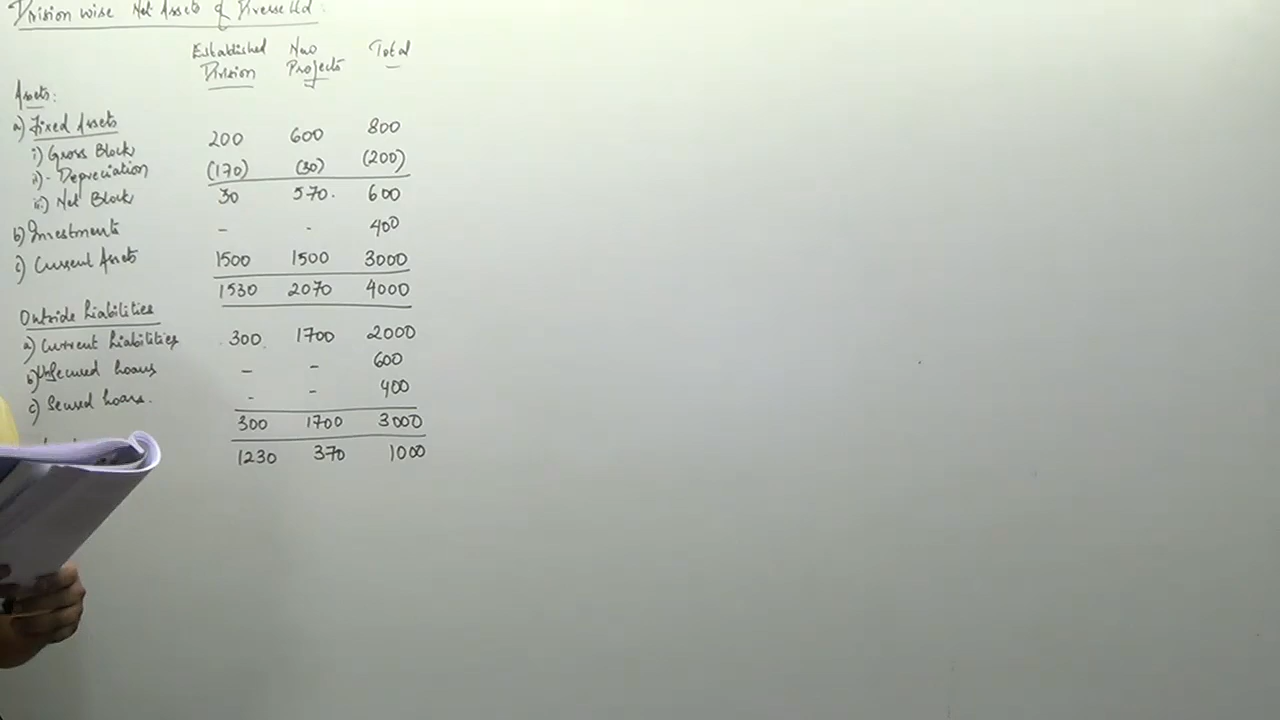 Division wise Net Assets of Diverse Ltd.
Established Division New Projects Total
Assets:
a) Fixed Assets
i) Gross Block 200 600 800
ii) - Depreciation (170) (30) (200)
iii) Net Block 30 570. 600
b) Investments - - 400
c) Current Assets 1500 1500 3000
1530 2070 4000
Outside Liabilities
a) Current Liabilities 300 1700 2000
b) UnSecured Loans - - 600
c) Secured Loans. - - 400
300 1700 3000
1230 370 1000